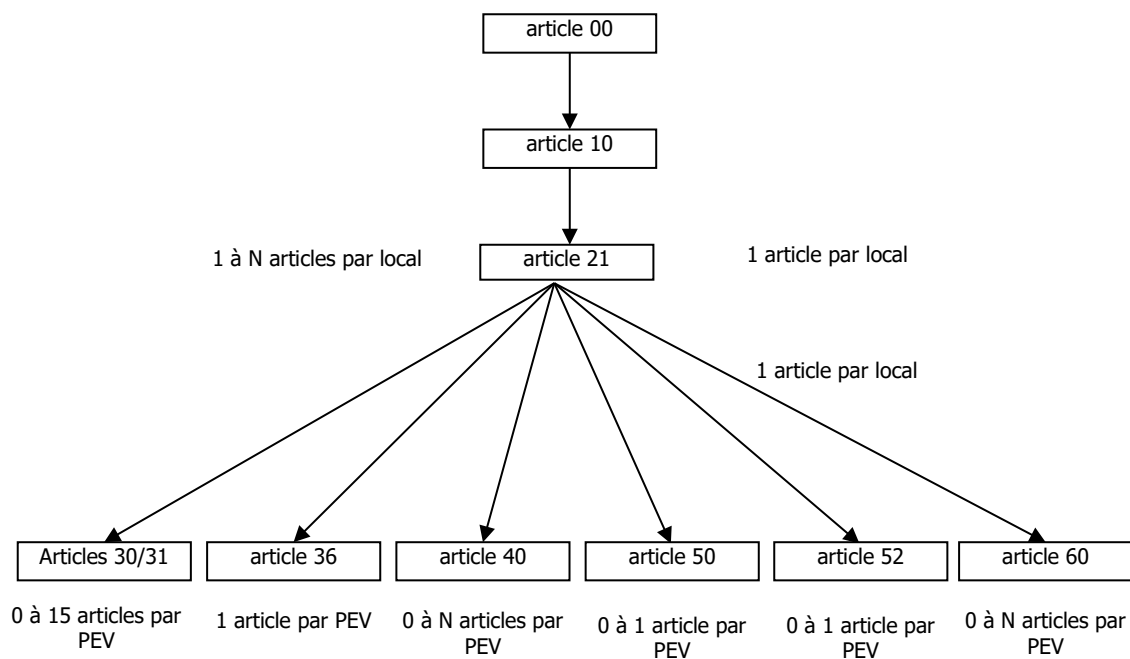 article 00
article 10
1 à N articles par local
article 21
1 article par local
1 article par local
Articles 30/31
article 36
article 40
article 50
article 52
article 60
0 à 15 articles par
PEV
1 article par PEV
0 à N articles par
PEV
0 à 1 article par
PEV
0 à 1 article par
PEV
0 à N articles par
PEV